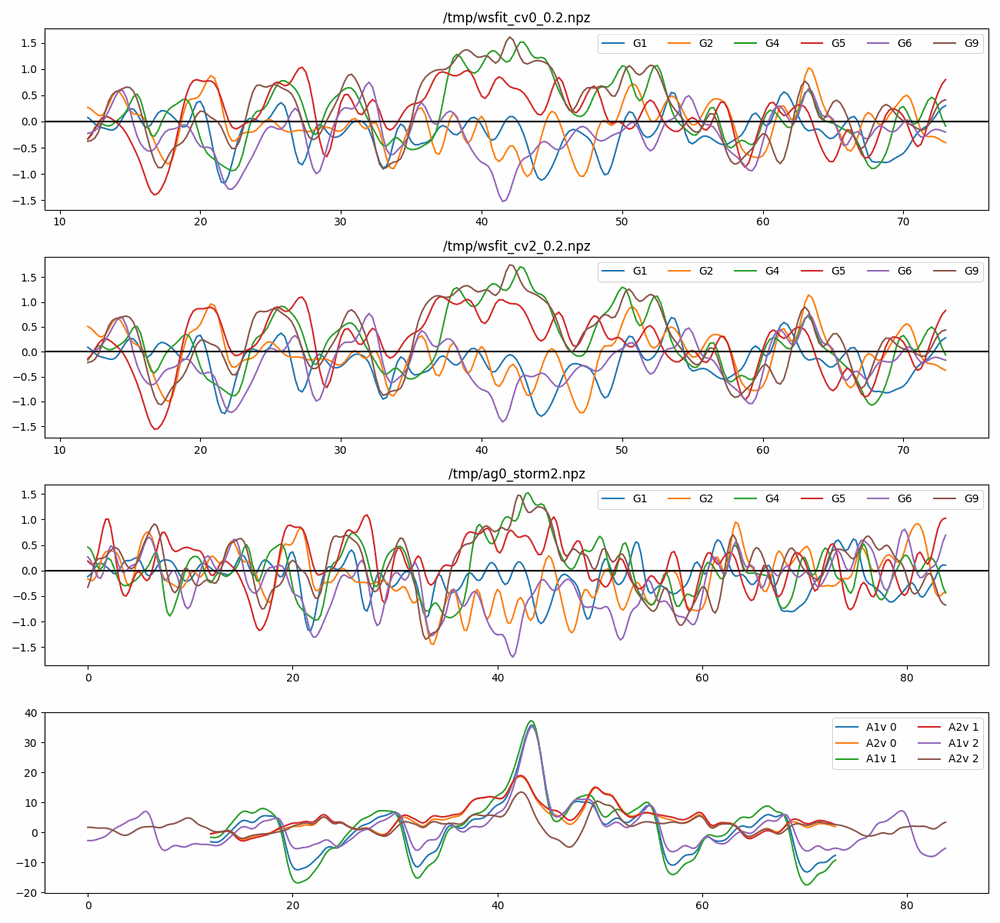 /tmp/wsfit_cv0_0.2.npz
G1 G2 G4 G5 G6 G9
1.5
1.0
0.5
0.0
−0.5
−1.0
−1.5
10 20 30 40 50 60 70
/tmp/wsfit_cv2_0.2.npz
G1 G2 G4 G5 G6 G9
1.5
1.0
0.5
0.0
−0.5
−1.0
−1.5
10 20 30 40 50 60 70
/tmp/ag0_storm2.npz
G1 G2 G4 G5 G6 G9
1.5
1.0
0.5
0.0
−0.5
−1.0
−1.5
0 20 40 60 80
A1v 0 A2v 1
A2v 0 A1v 2
A1v 1 A2v 2
40
30
20
10
0
−10
−20
0 20 40 60 80